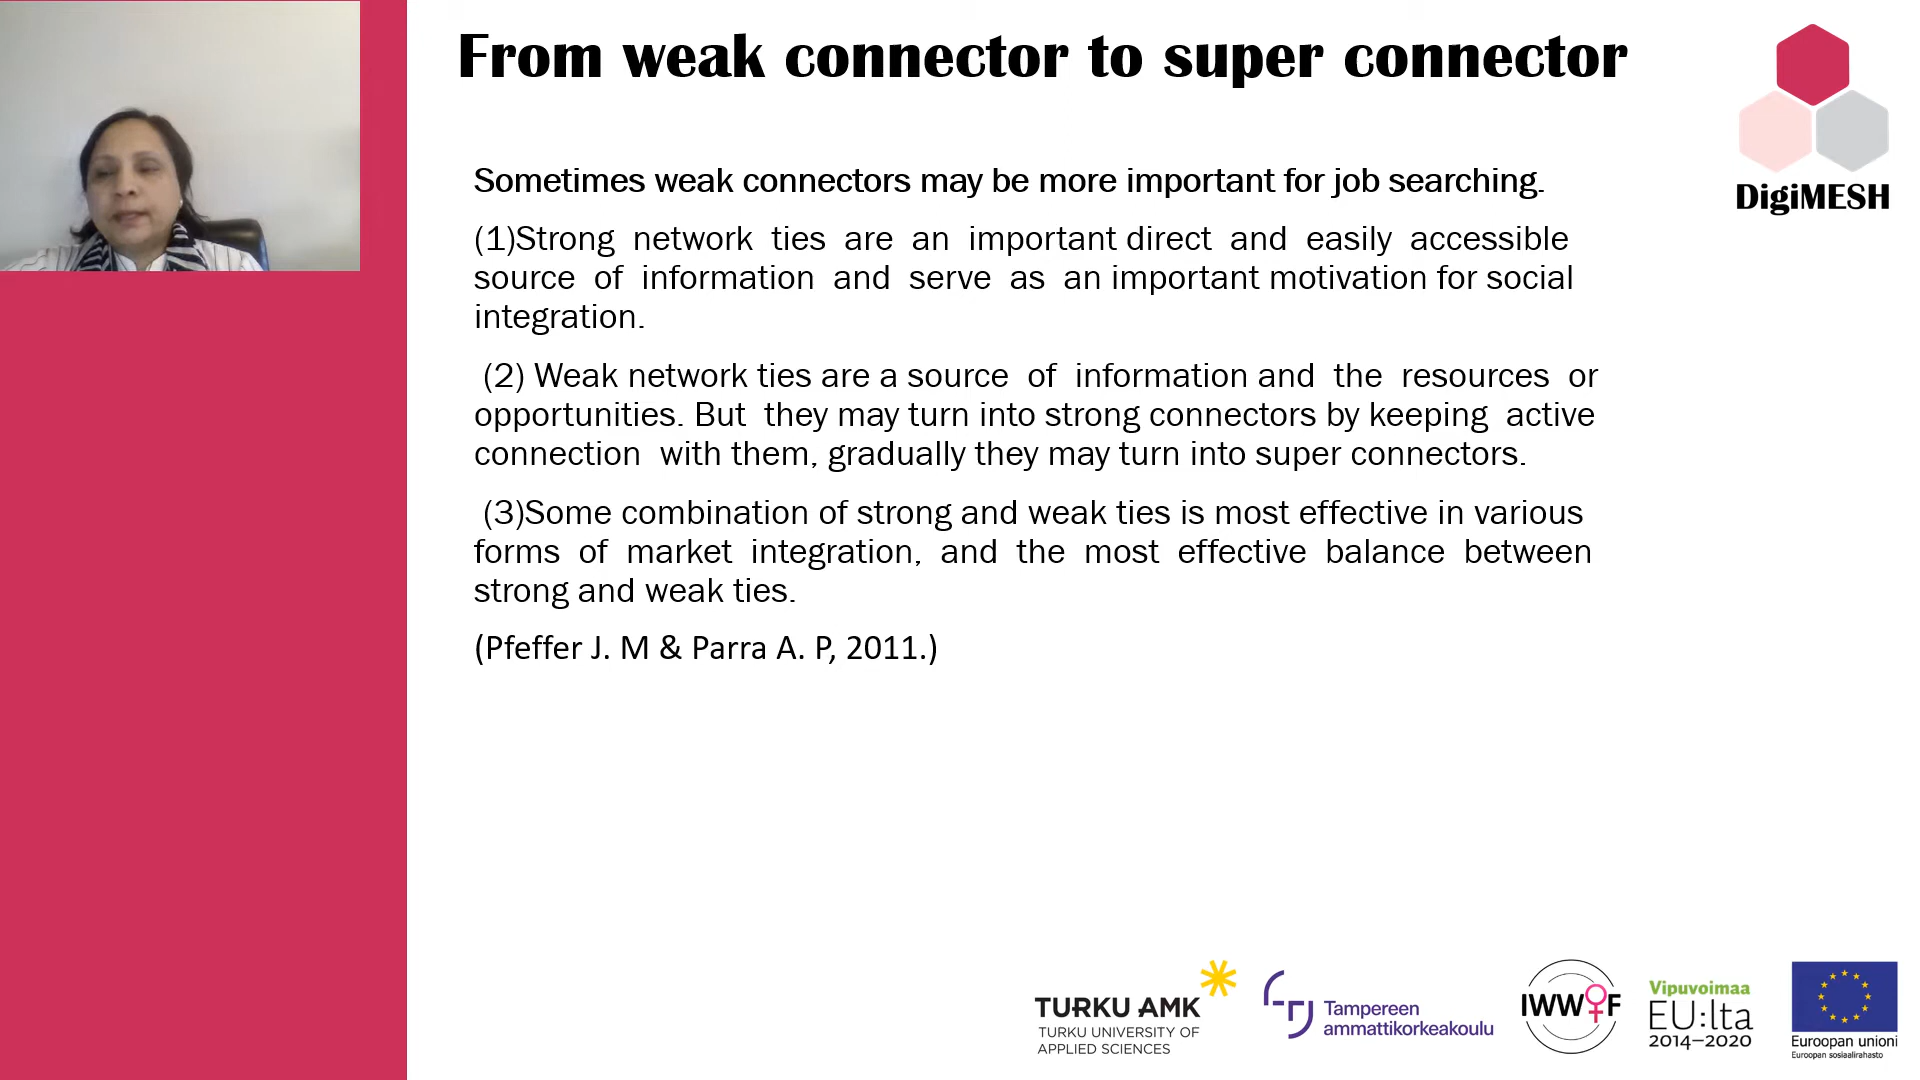 From weak connector to super connector
DigiMESH
Sometimes weak connectors may be more important for job searching.
(1)Strong network ties are an important direct and easily accessible
source of information and serve as an important motivation for social
integration.
(2) Weak network ties are a source of information and the resources or
opportunities. But they may turn into strong connectors by keeping active
connection with them, gradually they may turn into super connectors.
(3)Some combination of strong and weak ties is most effective in various
forms of market integration, and the most effective balance between
strong and weak ties.
(Pfeffer J. M & Parra A. P, 2011.)
TURKU AMK
TURKU UNIVERSITY OF
APPLIED SCIENCES
Tampereen
ammattikorkeakoulu
IWWOF
Vipuvoimaa
EU:lta
2014–2020
Euroopan unioni
Euroopan sosiaalirahasto